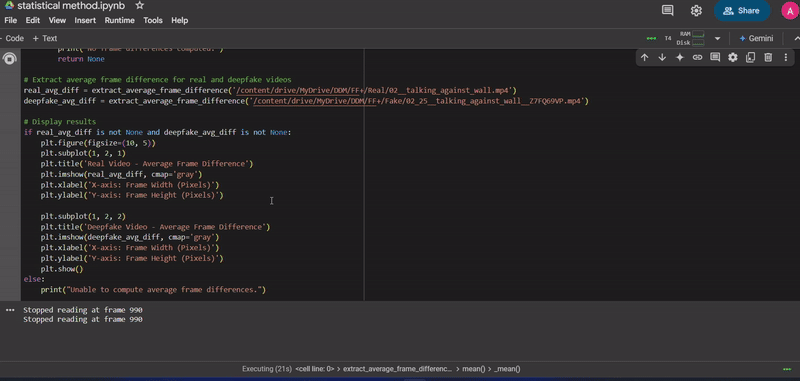 statistical method.ipynb
File Edit View Insert Runtime Tools Help
Share
A
Code + Text
T4 RAM Disk
Gemini
print("No frame differences computed.")
return None
# Extract average frame difference for real and deepfake videos
real_avg_diff = extract_average_frame_difference('/content/drive/MyDrive/DDM/FF+/Real/02__talking_against_wall.mp4')
deepfake_avg_diff = extract_average_frame_difference('/content/drive/MyDrive/DDM/FF+/Fake/02_25__talking_against_wall__Z7FQ69VP.mp4')
# Display results
if real_avg_diff is not None and deepfake_avg_diff is not None:
plt.figure(figsize=(10, 5))
plt.subplot(1, 2, 1)
plt.title('Real Video - Average Frame Difference')
plt.imshow(real_avg_diff, cmap='gray')
plt.xlabel('X-axis: Frame Width (Pixels)')
plt.ylabel('Y-axis: Frame Height (Pixels)')
plt.subplot(1, 2, 2)
plt.title('Deepfake Video - Average Frame Difference')
plt.imshow(deepfake_avg_diff, cmap='gray')
plt.xlabel('X-axis: Frame Width (Pixels)')
plt.ylabel('Y-axis: Frame Height (Pixels)')
plt.show()
else:
print("Unable to compute average frame differences.")
Stopped reading at frame 990
Stopped reading at frame 990
Executing (21s) <cell line: 0> > extract_average_frame_differenc... > mean() > _mean()